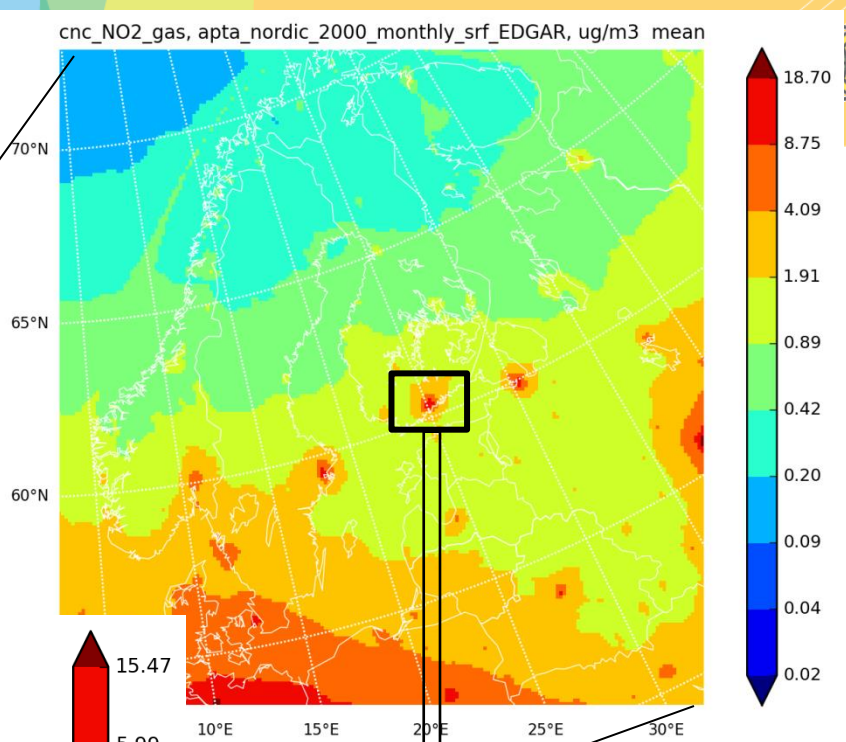 cnc_NO2_gas, apta_nordic_2000_monthly_srf_EDGAR, ug/m3 mean
18.70
70°N
8.75
4.09
1.91
65°N
0.89
0.42
0.20
60°N
0.09
0.04
15.47
0.02
10°E 15°E 20°E 25°E 30°E